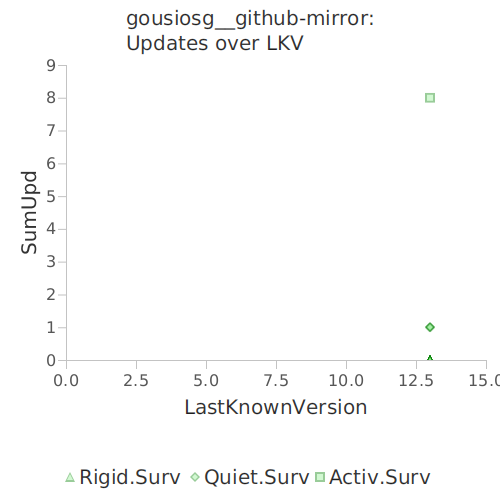 gousiosg__github-mirror:
Updates over LKV
9
8
7
6
5
4
3
2
1
0
SumUpd
0.0 2.5 5.0 7.5 10.0 12.5 15.0
LastKnownVersion
Rigid.Surv Quiet.Surv Activ.Surv